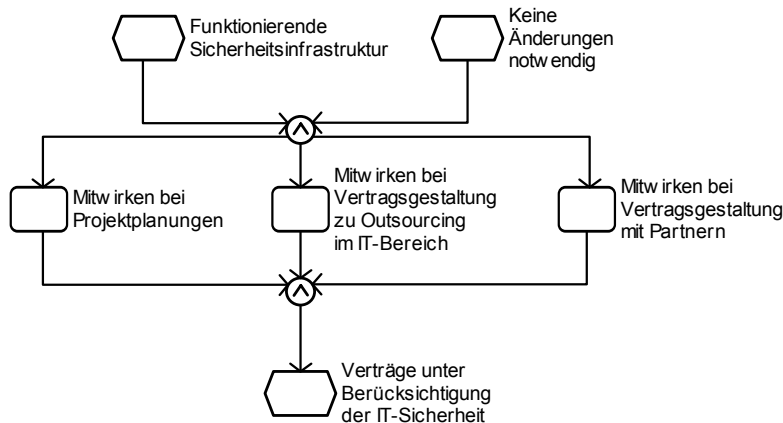 Funktionierende
Sicherheitsinfrastruktur
Keine
Änderungen
notwendig
Mitwirken bei
Projektplanungen
Mitwirken bei
Vertragsgestaltung
zu Outsourcing
im IT-Bereich
Mitwirken bei
Vertragsgestaltung
mit Partnern
Verträge unter
Berücksichtigung
der IT-Sicherheit